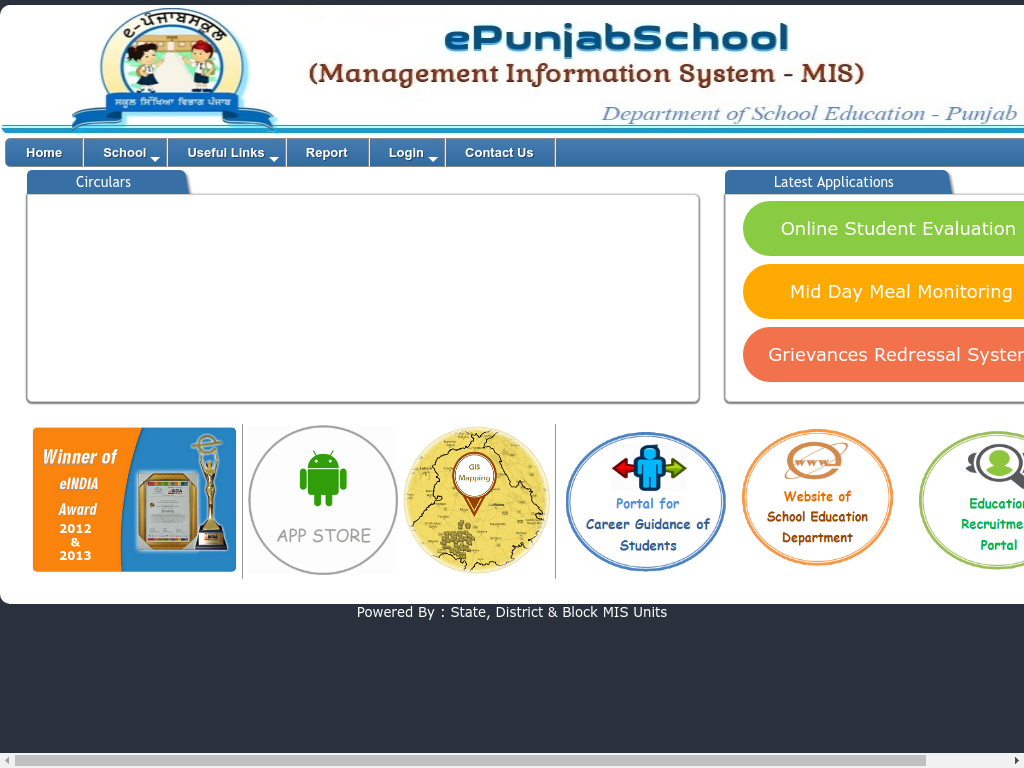 ਈ-ਪੰਜਾਬਸਕੂਲ
ਸਕੂਲ ਸਿੱਖਿਆ ਵਿਭਾਗ ਪੰਜਾਬ
ePunjabSchool
(Management Information System - MIS)
Department of School Education - Punjab
Home School Useful Links Report Login Contact Us
Circulars
Latest Applications
Online Student Evaluation
Mid Day Meal Monitoring
Grievances Redressal System
Winner of
eINDIA
Award
2012
&
2013
APP STORE
GIS
Mapping
Portal for
Career Guidance of
Students
www
Website of
School Education
Department
Education
Recruitme
Portal
Powered By : State, District & Block MIS Units